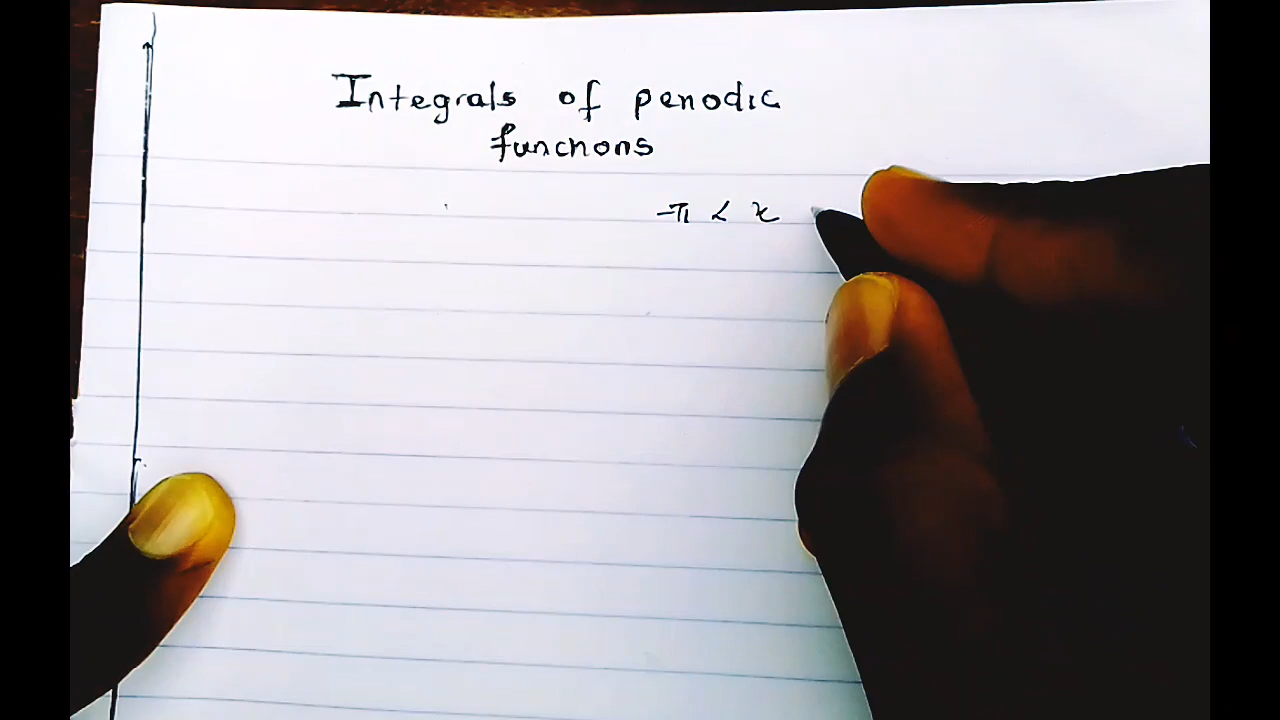 Integrals of periodic
functions
-π < x